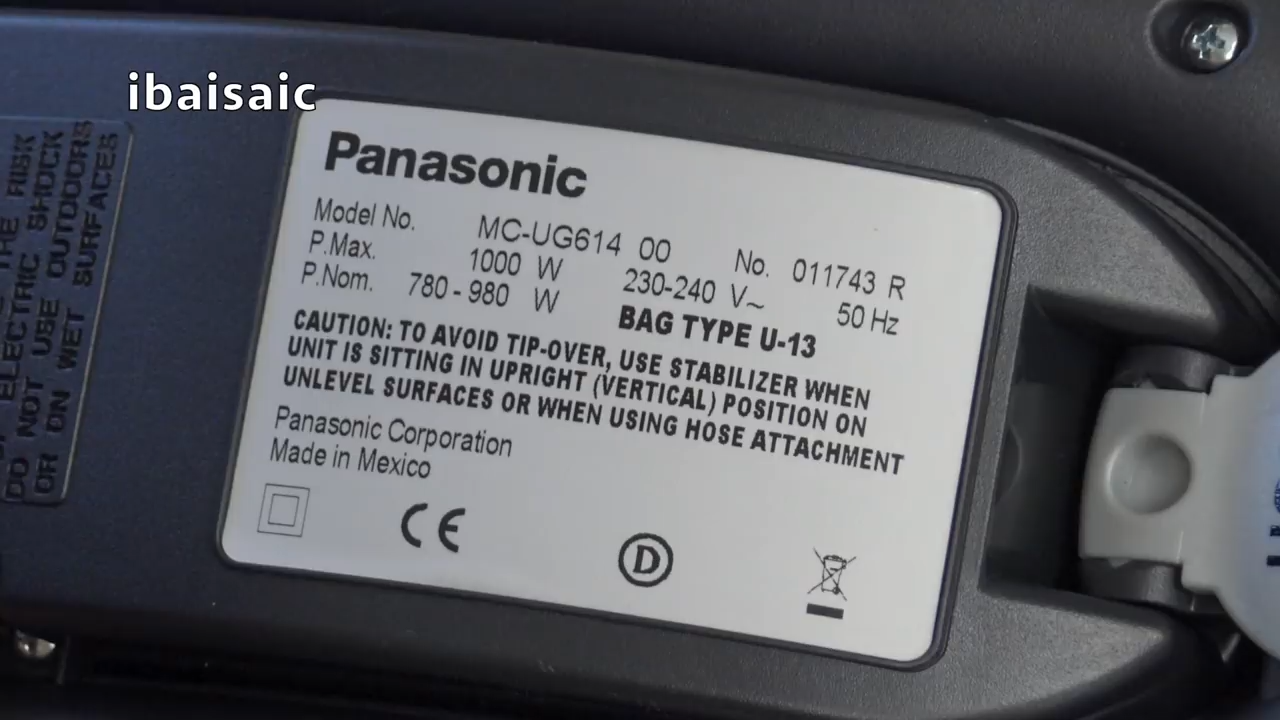 ibaisaic
THE RISK
ELECTRIC SHOCK
DO NOT USE OUTDOORS
OR ON WET SURFACES
Panasonic
Model No. MC-UG614 00 No. 011743 R
P.Max. 1000 W 230-240 V~ 50 Hz
P.Nom. 780-980 W BAG TYPE U-13
CAUTION: TO AVOID TIP-OVER, USE STABILIZER WHEN
UNIT IS SITTING IN UPRIGHT (VERTICAL) POSITION ON
UNLEVEL SURFACES OR WHEN USING HOSE ATTACHMENT
Panasonic Corporation
Made in Mexico
CE
D